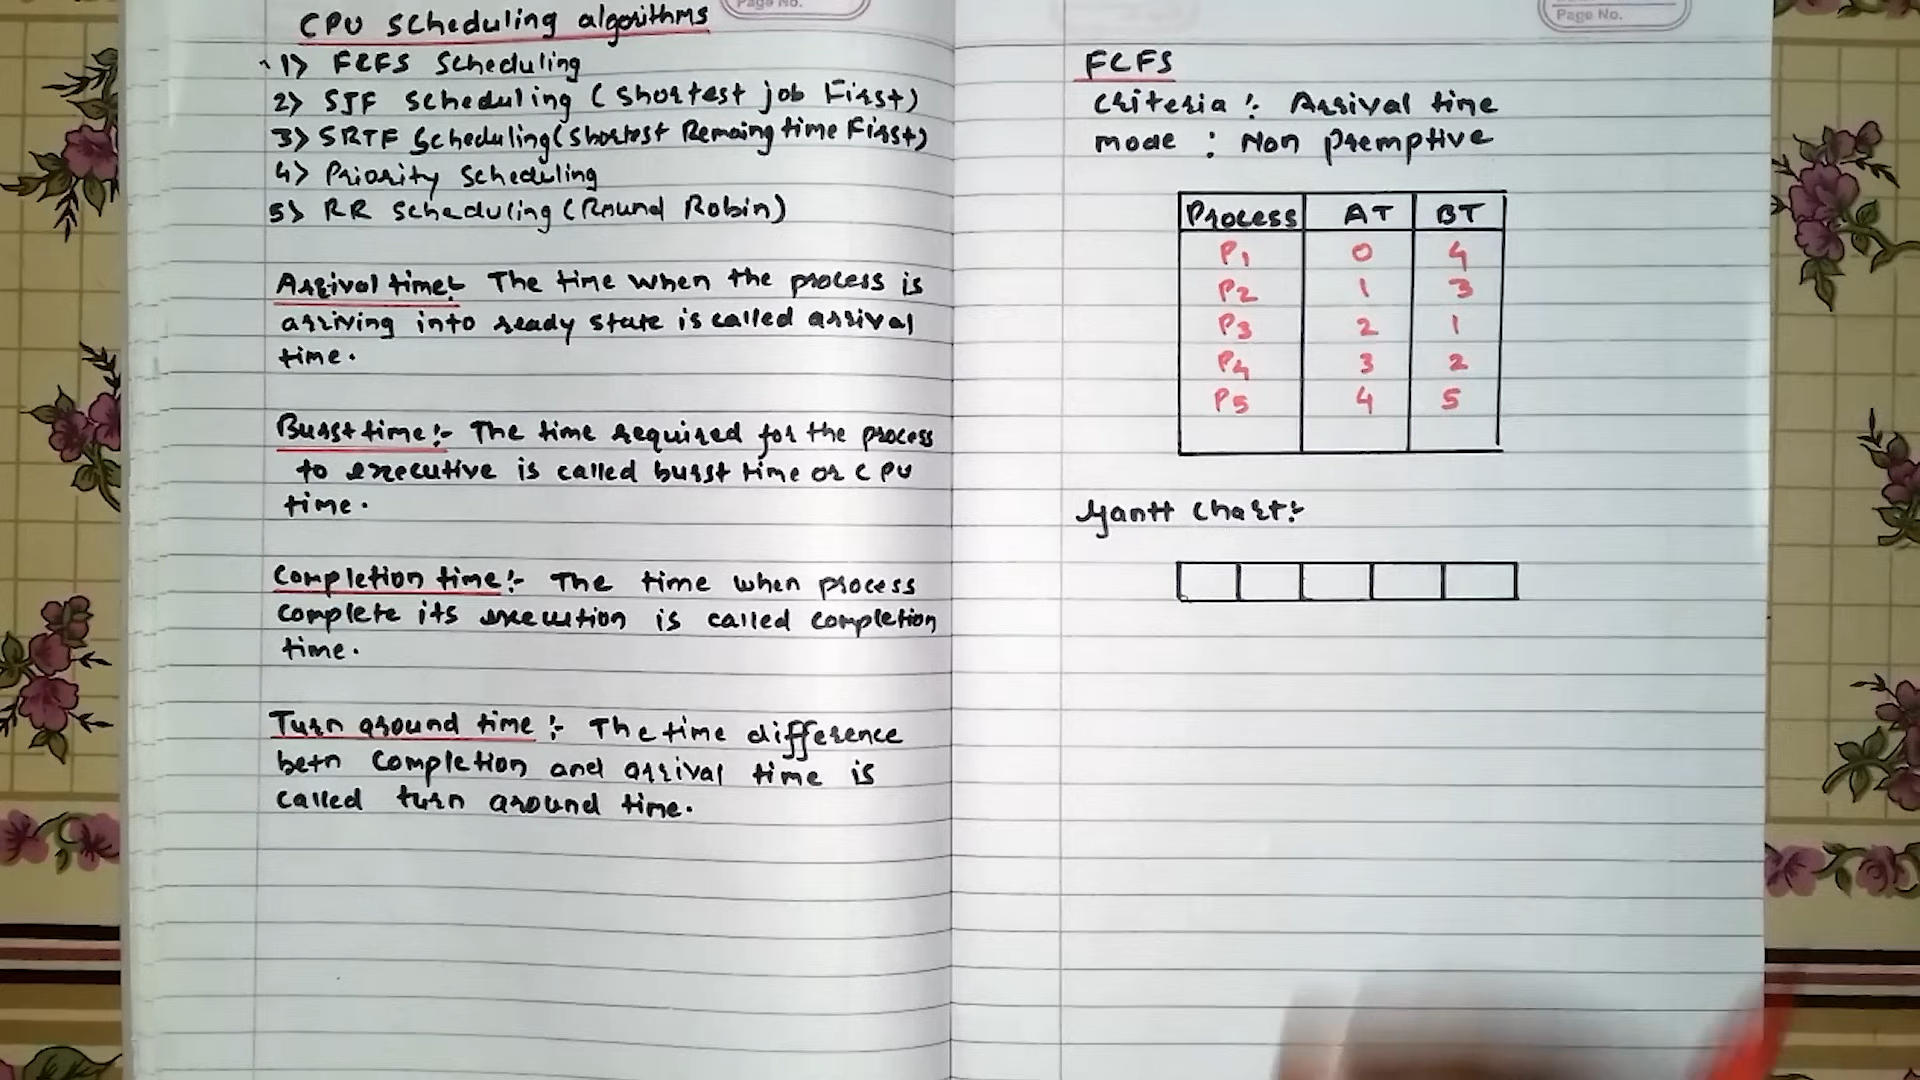 Page No.
CPU Scheduling algorithms
1> FCFS Scheduling
2> SJF Scheduling (Shortest job First)
3> SRTF Scheduling (Shortest Remaing time First)
4> Priority Scheduling
5> RR Scheduling (Round Robin)
Arrival time:- The time when the process is
arriving into ready state is called arrival
time.
Burst time:- The time required for the process
to executive is called burst time or CPU
time.
Completion time:- The time when process
complete its execution is called completion
time.
Turn around time:- The time difference
betn completion and arrival time is
called turn around time.
Page No.
FCFS
Criteria :- Arrival time
mode : Non Premptive
Process AT BT
P1 0 4
P2 1 3
P3 2 1
P4 3 2
P5 4 5
Gantt Chart:-